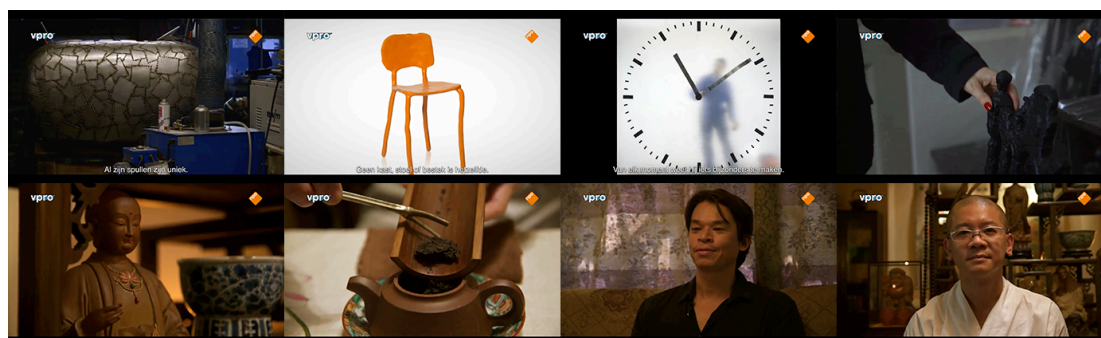 vpro
vpro
vpro
vpro
Al zijn spullen zijn uniek.
Geen kast, stoel of bestek is hetzelfde.
Van elk moment weet hij iets bijzonders te maken.
vpro
vpro
vpro
vpro